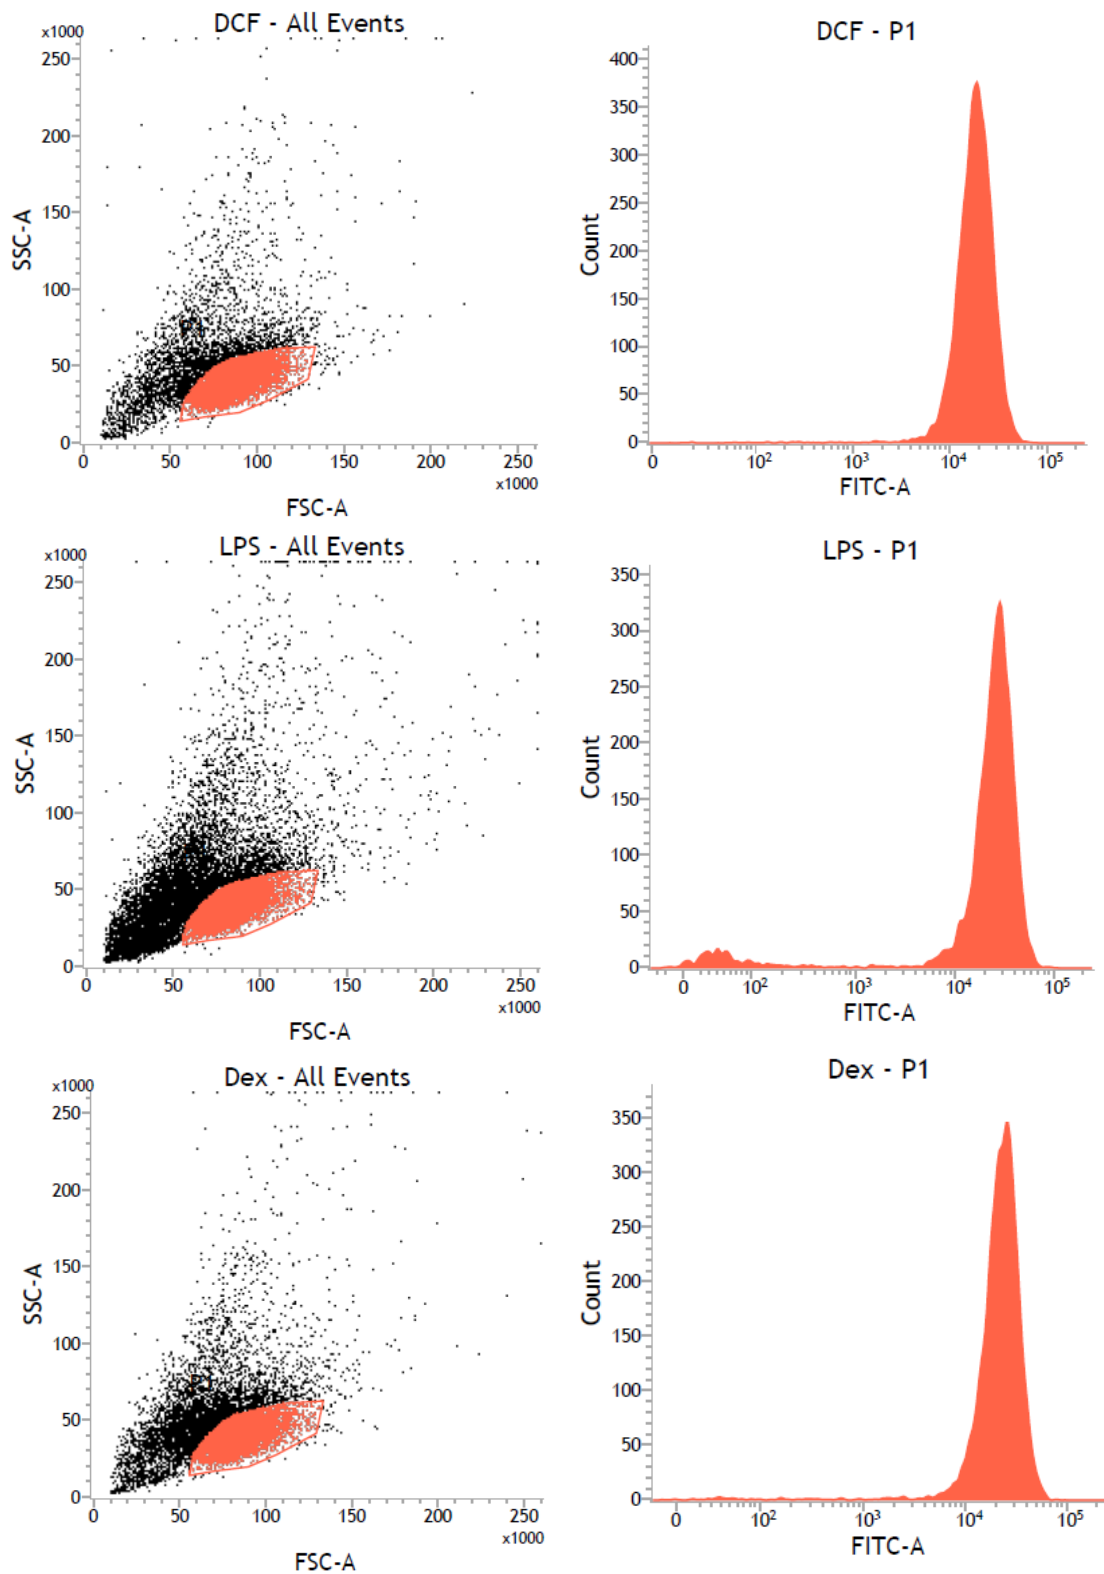 DCF - All Events
x1000
250
200
150
100
50
0
SSC-A
P1
0 50 100 150 200 250
x1000
FSC-A
DCF - P1
400
350
300
250
200
150
100
50
0
Count
0 10² 10³ 10⁴ 10⁵
FITC-A
LPS - All Events
x1000
250
200
150
100
50
0
SSC-A
0 50 100 150 200 250
x1000
FSC-A
LPS - P1
350
300
250
200
150
100
50
0
Count
0 10² 10³ 10⁴ 10⁵
FITC-A
Dex - All Events
x1000
250
200
150
100
50
0
SSC-A
P1
0 50 100 150 200 250
x1000
FSC-A
Dex - P1
350
300
250
200
150
100
50
0
Count
0 10² 10³ 10⁴ 10⁵
FITC-A